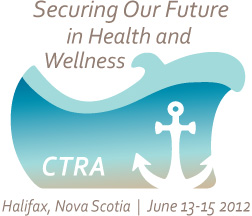 Securing Our Future
in Health and
Wellness
CTRA
Halifax, Nova Scotia | June 13-15 2012